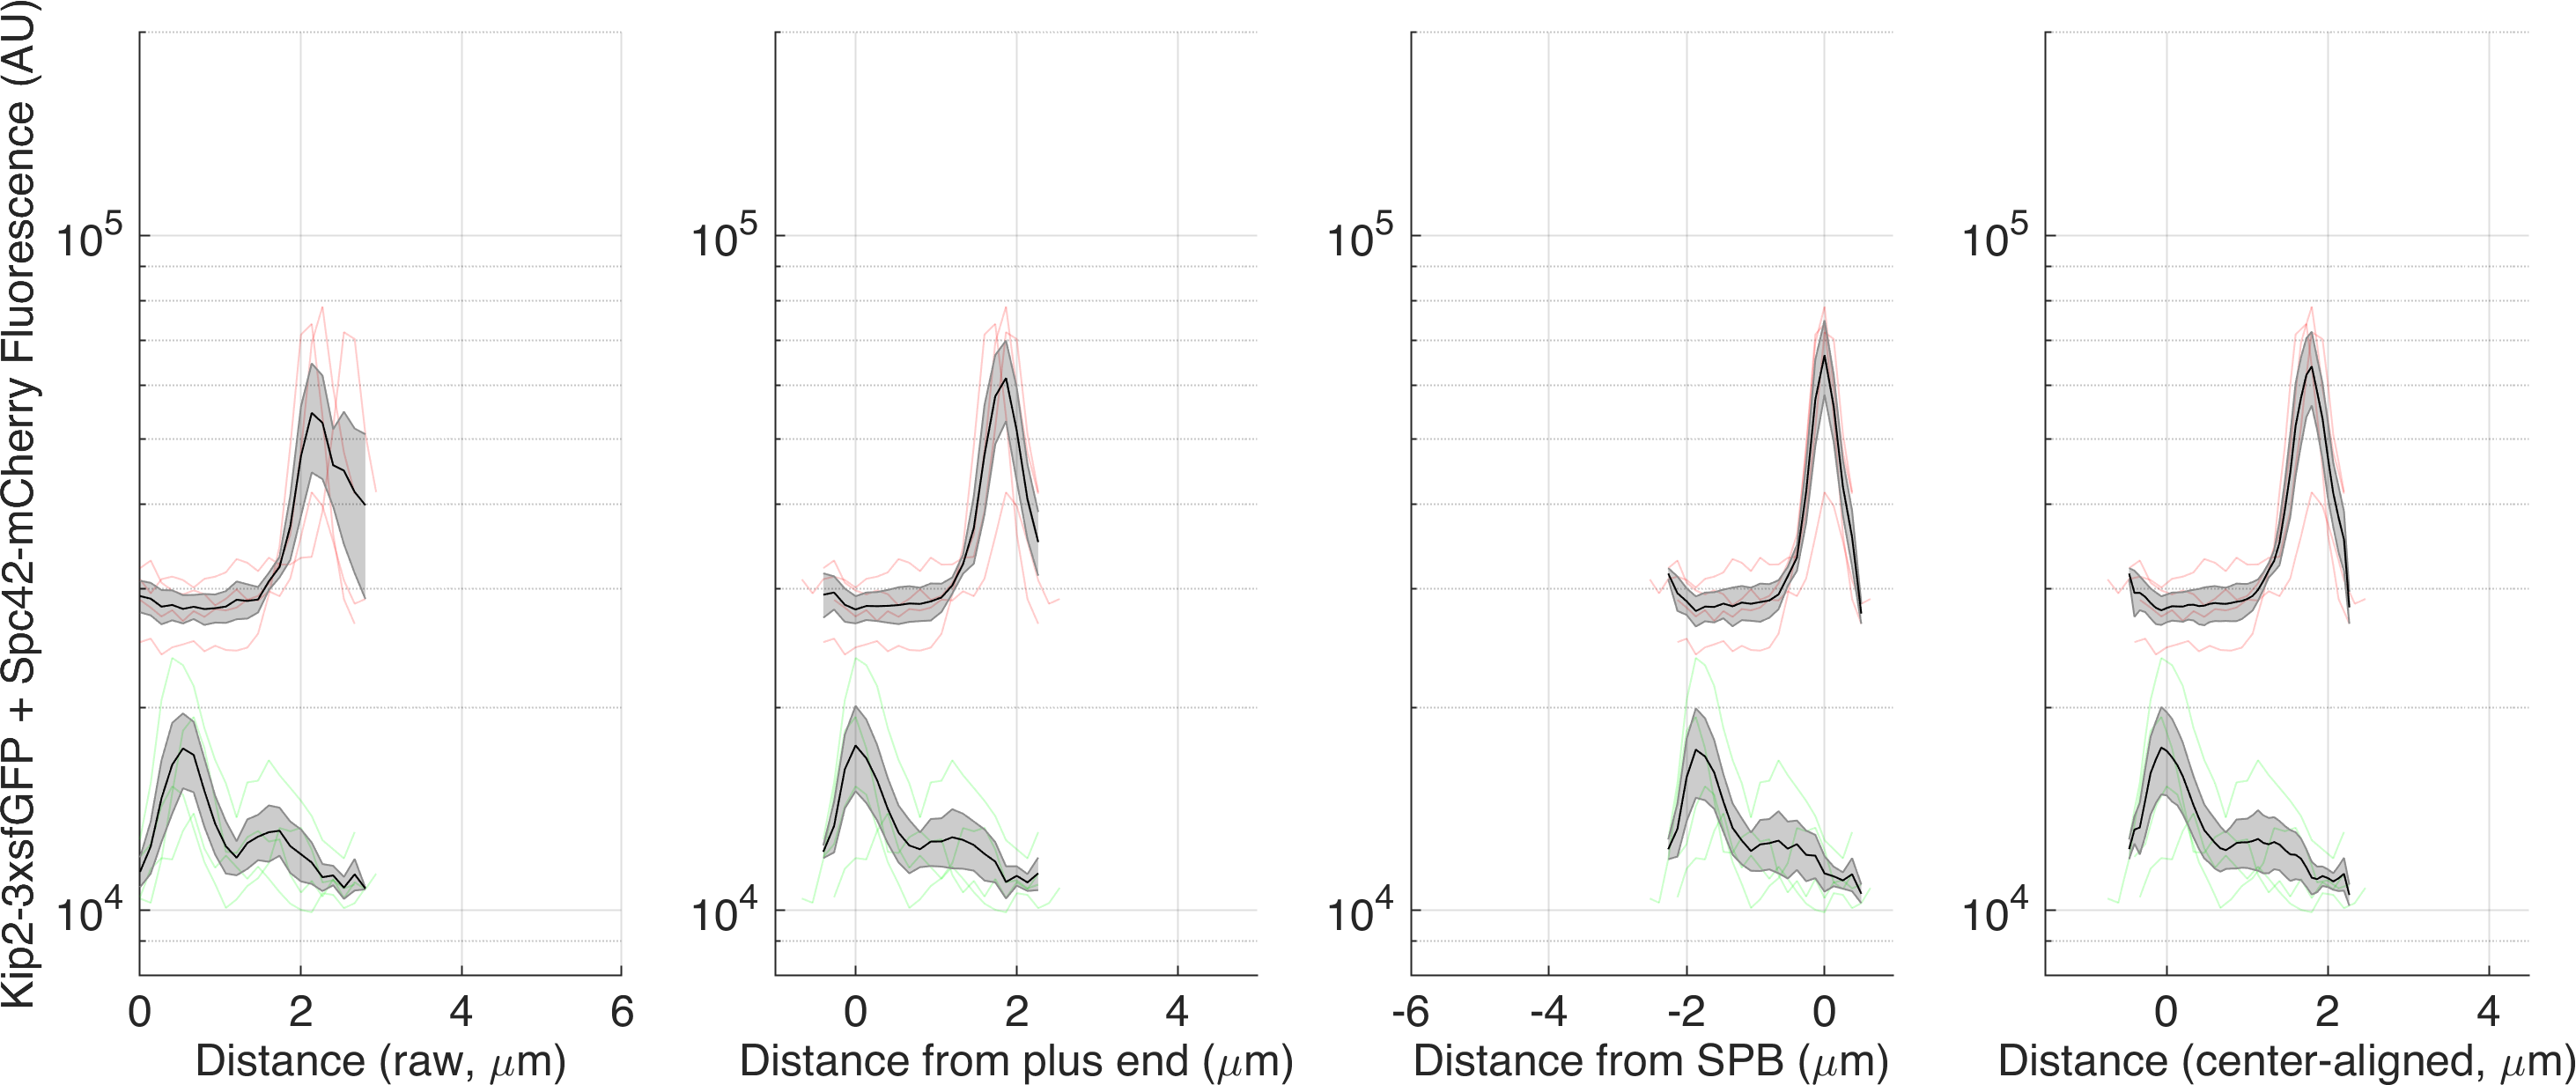 Kip2-3xsfGFP + Spc42-mCherry Fluorescence (AU)
10^5
10^4
0 2 4 6
Distance (raw, μm)
10^5
10^4
0 2 4
Distance from plus end (μm)
10^5
10^4
-6 -4 -2 0
Distance from SPB (μm)
10^5
10^4
0 2 4
Distance (center-aligned, μm)